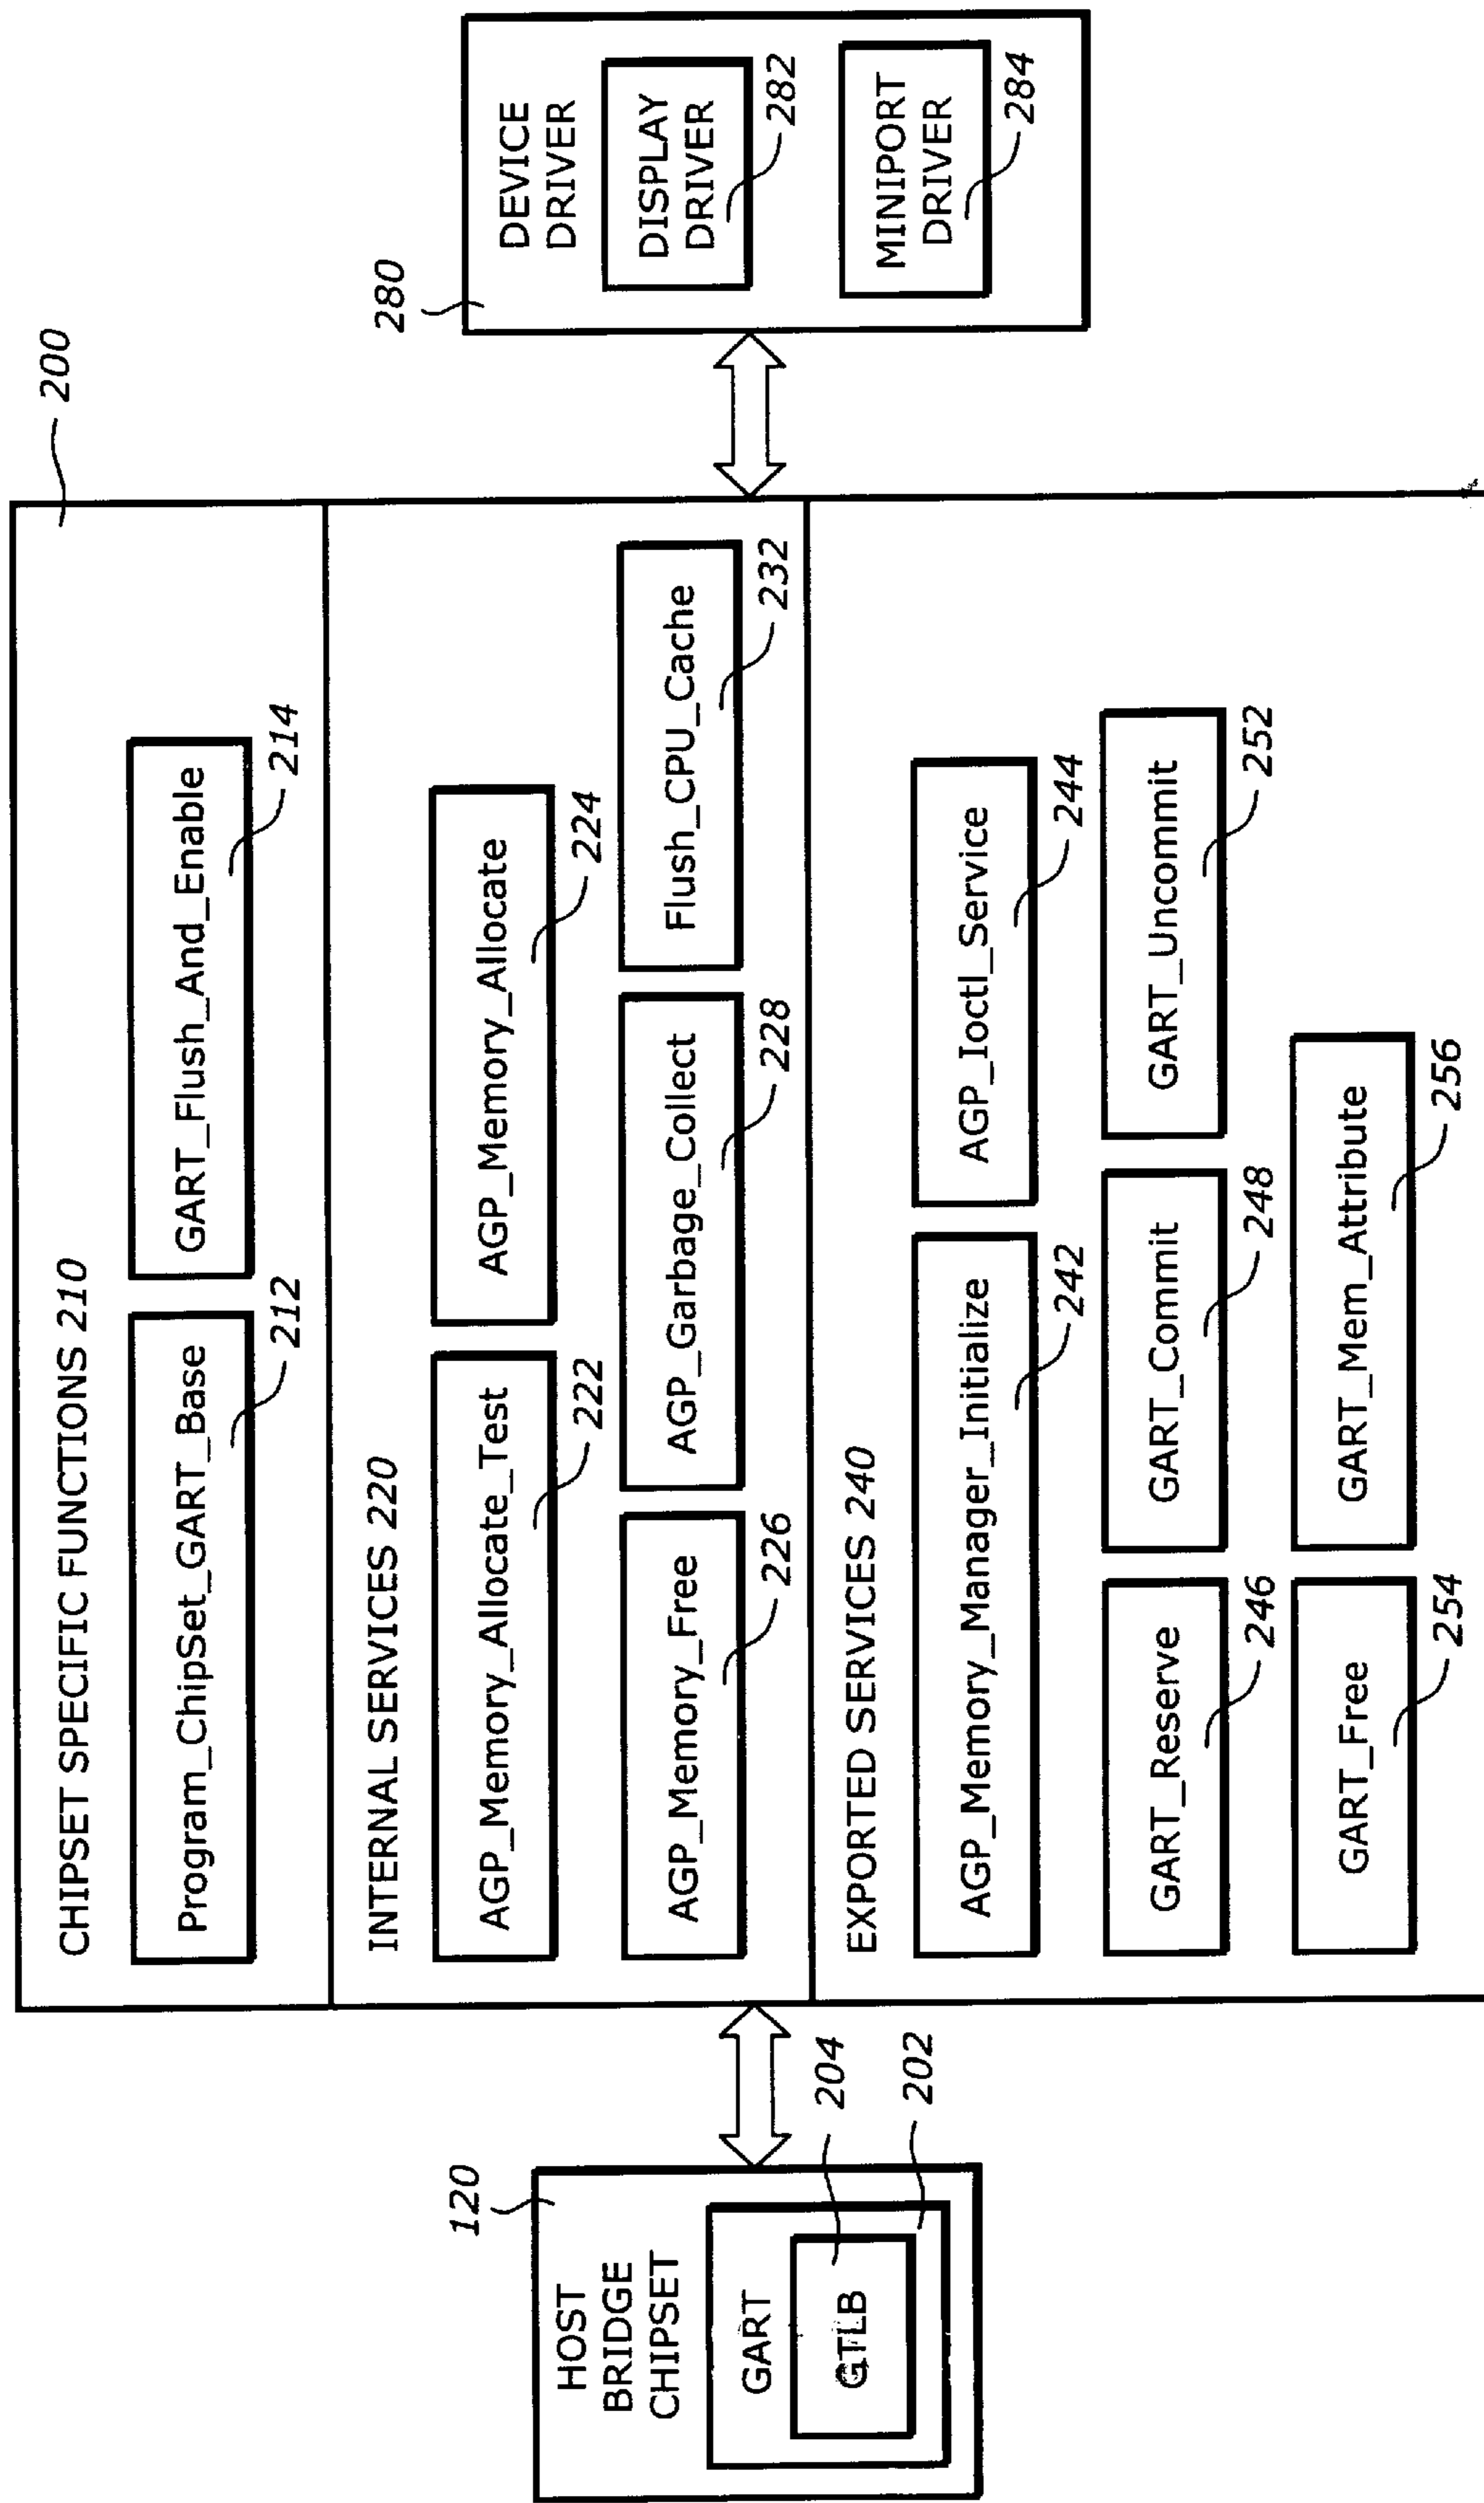 200
CHIPSET SPECIFIC FUNCTIONS 210
Program_ChipSet_GART_Base
212
GART_Flush_And_Enable
214
INTERNAL SERVICES 220
AGP_Memory_Allocate_Test
222
AGP_Memory_Allocate
224
AGP_Memory_Free
226
AGP_Garbage_Collect
228
Flush_CPU_Cache
232
EXPORTED SERVICES 240
AGP_Memory_Manager_Initialize
242
AGP_Ioctl_Service
244
GART_Reserve
246
GART_Commit
248
GART_Uncommit
252
GART_Free
254
GART_Mem_Attribute
256
120
HOST
BRIDGE
CHIPSET
GART
GTLB
204
202
280
DEVICE
DRIVER
DISPLAY
DRIVER
282
MINIPORT
DRIVER
284